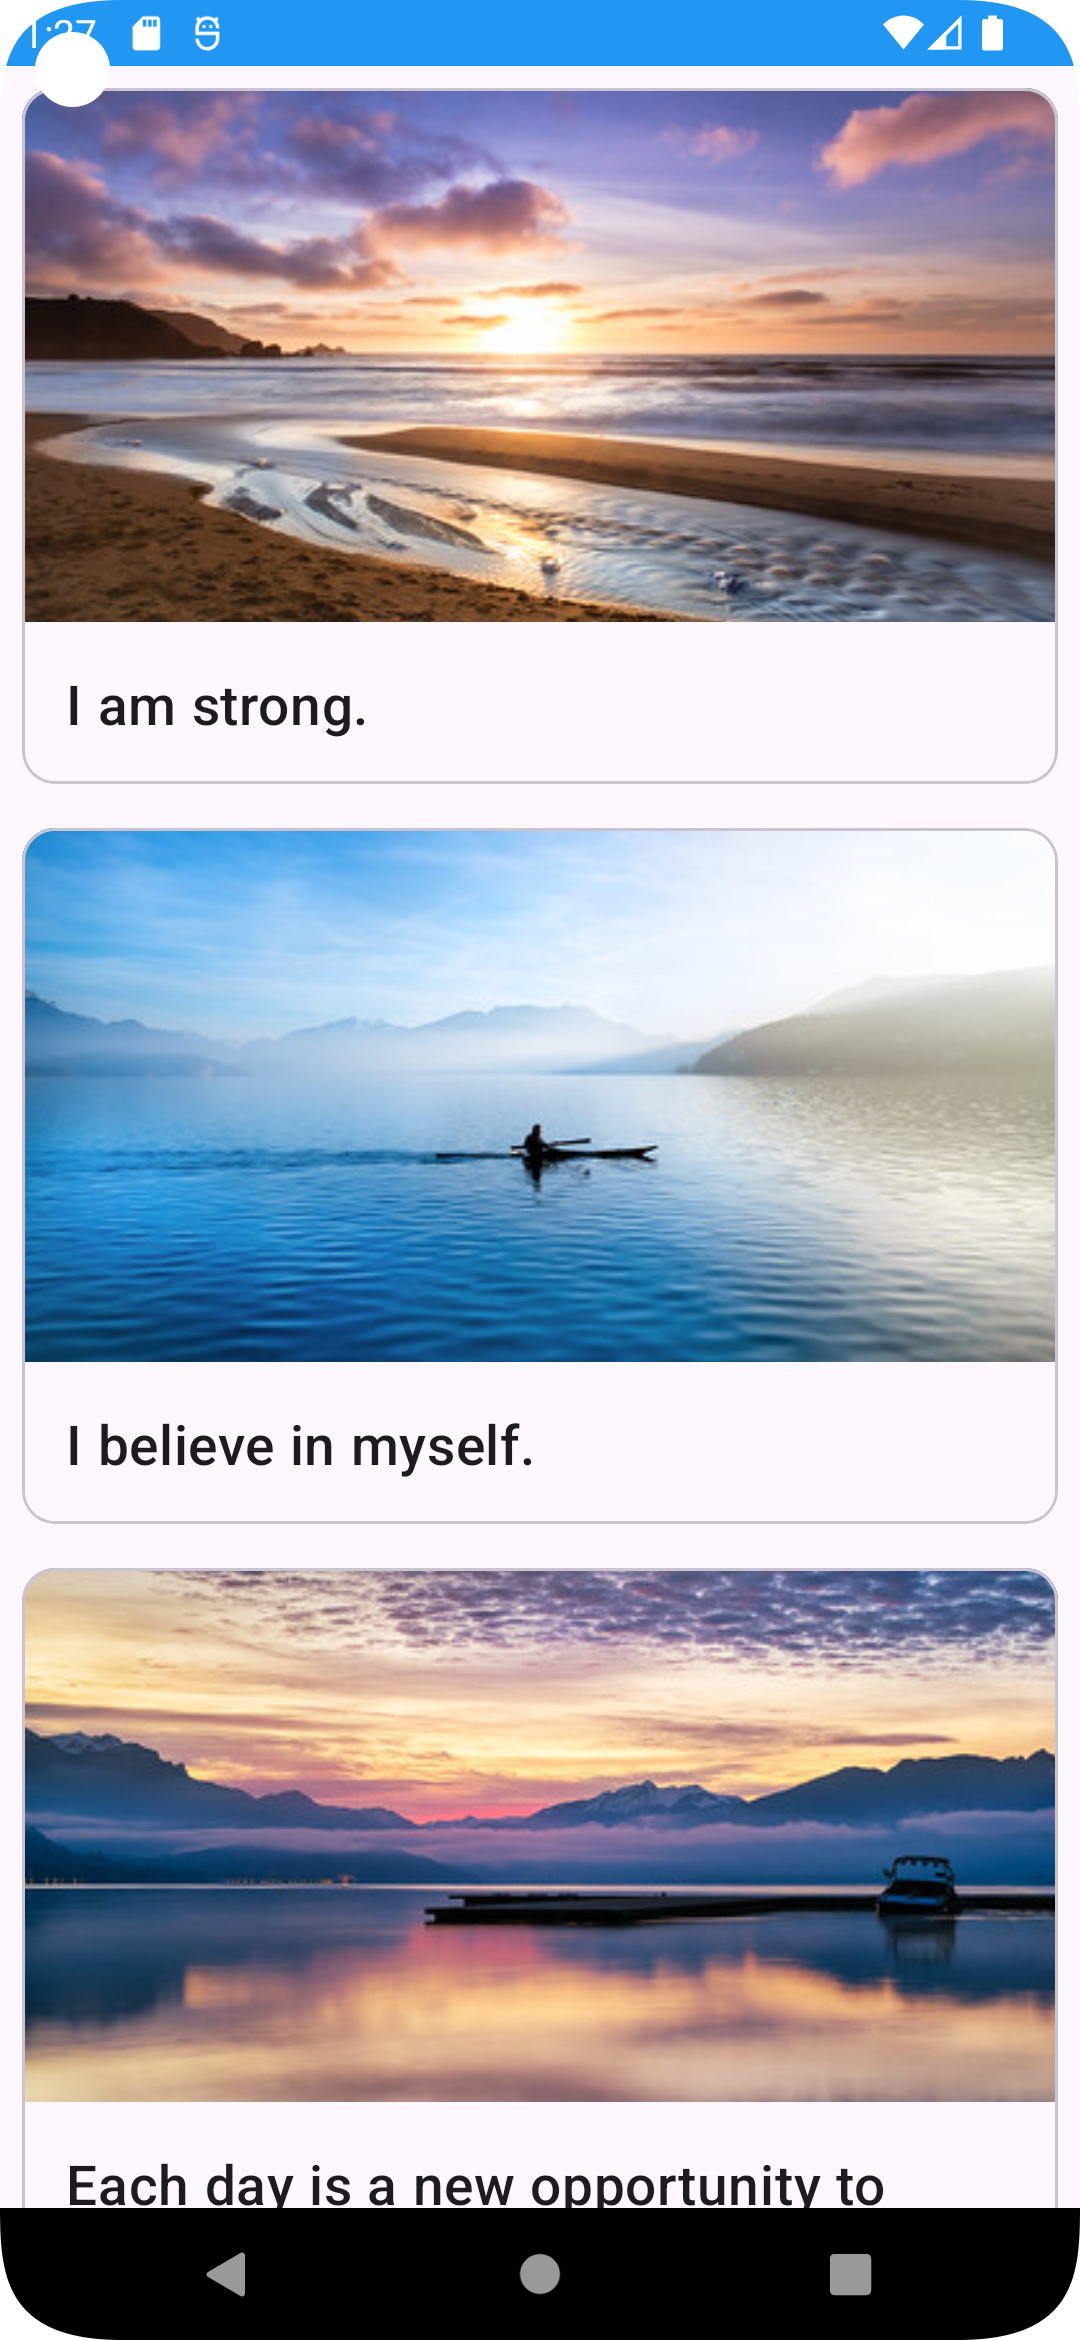 I am strong.
I believe in myself.
Each day is a new opportunity to